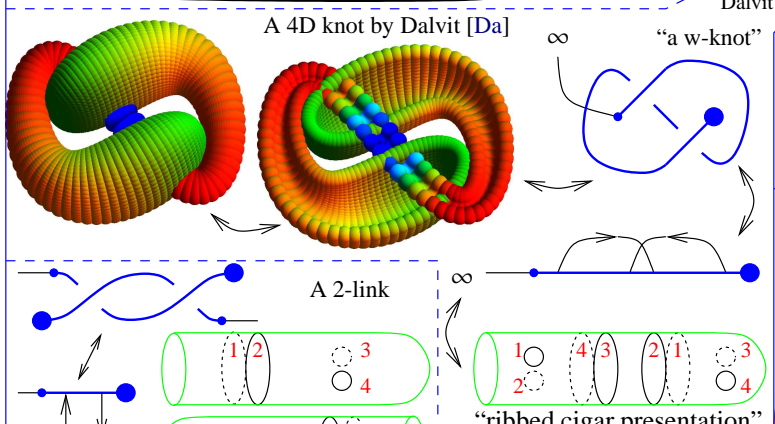 Dalvit
A 4D knot by Dalvit [Da]
∞
“a w-knot”
A 2-link
∞
1 2 3
4
1 4 3 2 1 3
2 4
“ribbed cigar presentation”